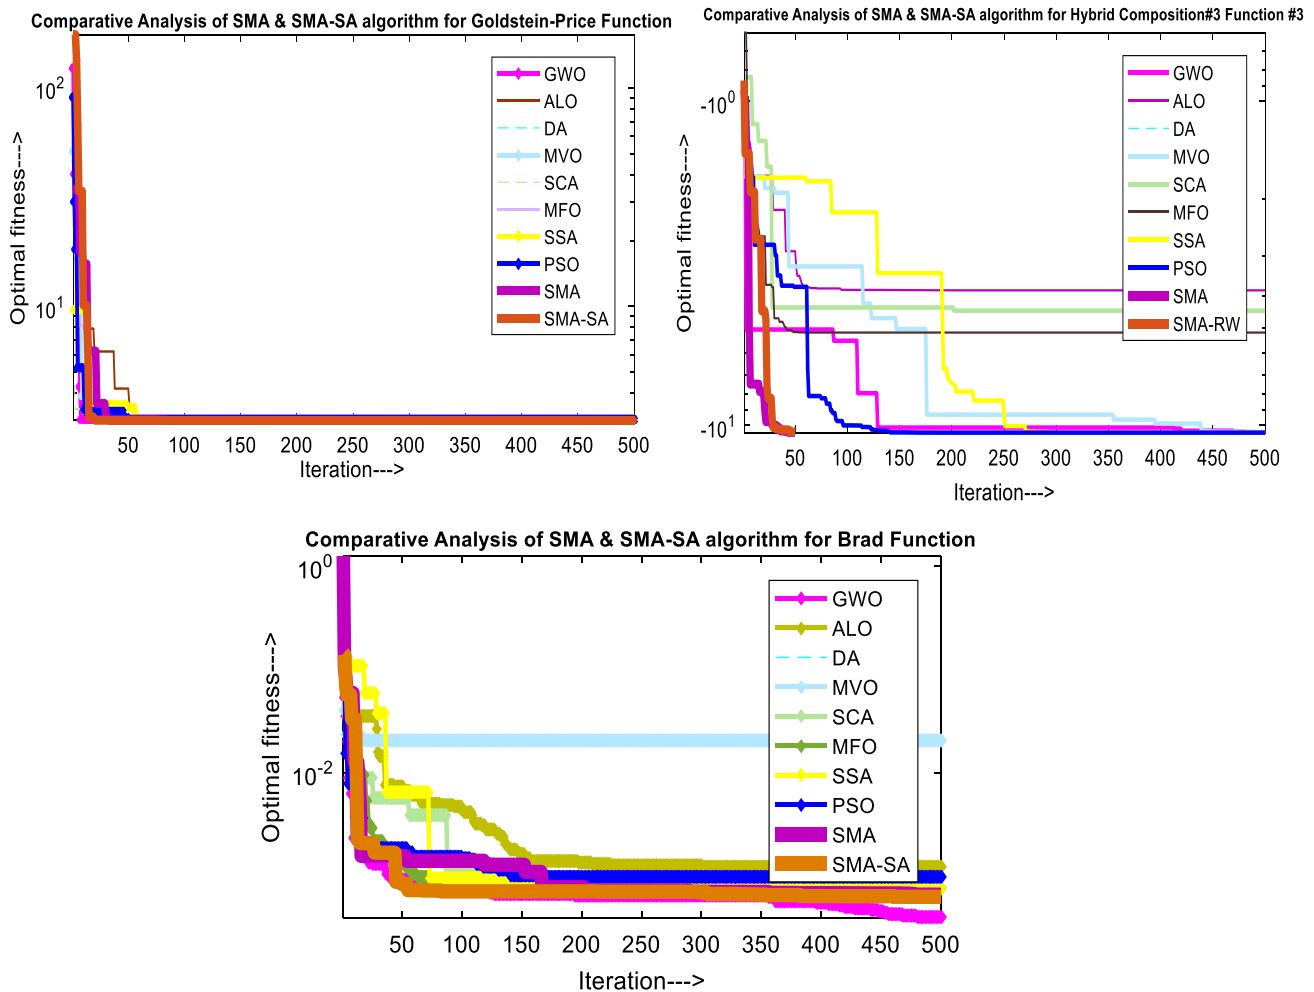 Comparative Analysis of SMA & SMA-SA algorithm for Goldstein-Price Function
10^2
10^1
Optimal fitness--->
GWO
ALO
DA
MVO
SCA
MFO
SSA
PSO
SMA
SMA-SA
50 100 150 200 250 300 350 400 450 500
Iteration--->
Comparative Analysis of SMA & SMA-SA algorithm for Hybrid Composition#3 Function #3
-10^0
-10^1
Optimal fitness--->
GWO
ALO
DA
MVO
SCA
MFO
SSA
PSO
SMA
SMA-RW
50 100 150 200 250 300 350 400 450 500
Iteration--->
Comparative Analysis of SMA & SMA-SA algorithm for Brad Function
10^0
10^-2
Optimal fitness--->
GWO
ALO
DA
MVO
SCA
MFO
SSA
PSO
SMA
SMA-SA
50 100 150 200 250 300 350 400 450 500
Iteration--->